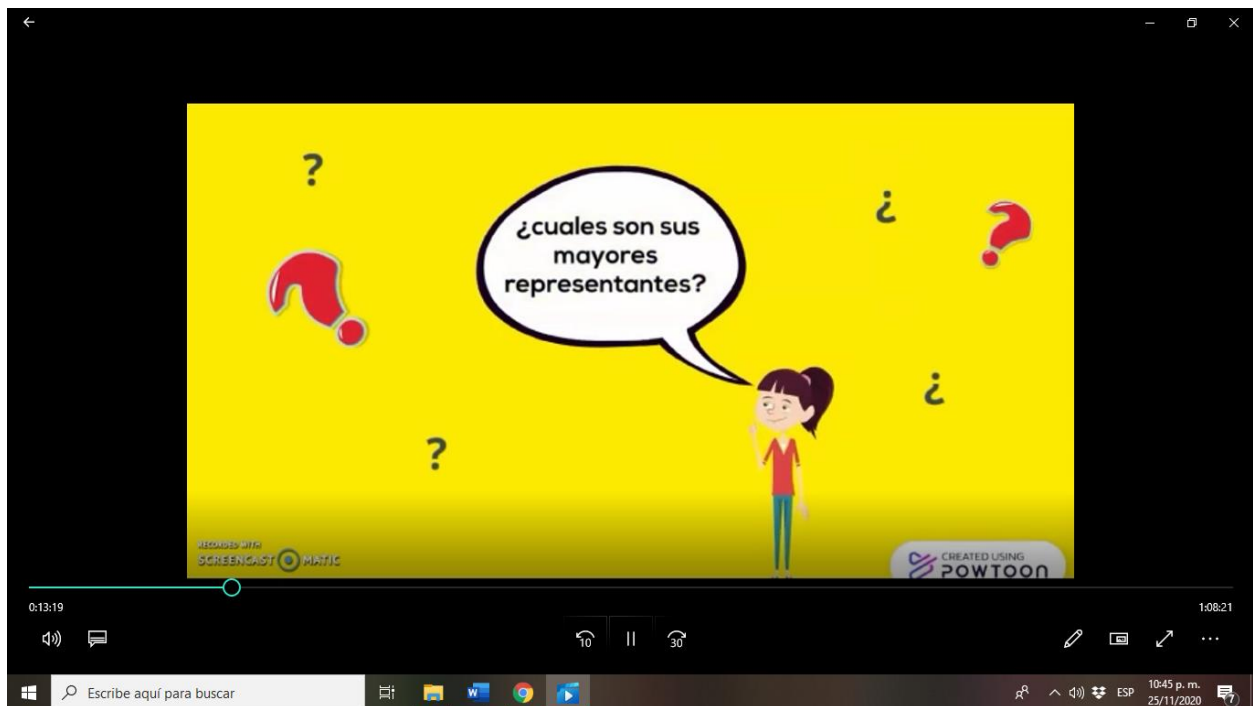 ?
¿
?
¿cuales son sus
mayores
representantes?
?
¿
?
RECORDED WITH
SCREENCAST MATIC
CREATED USING
POWTOON
0:13:19
1:08:21
10
30
Escribe aquí para buscar
W
ESP
10:45 p. m.
25/11/2020
7